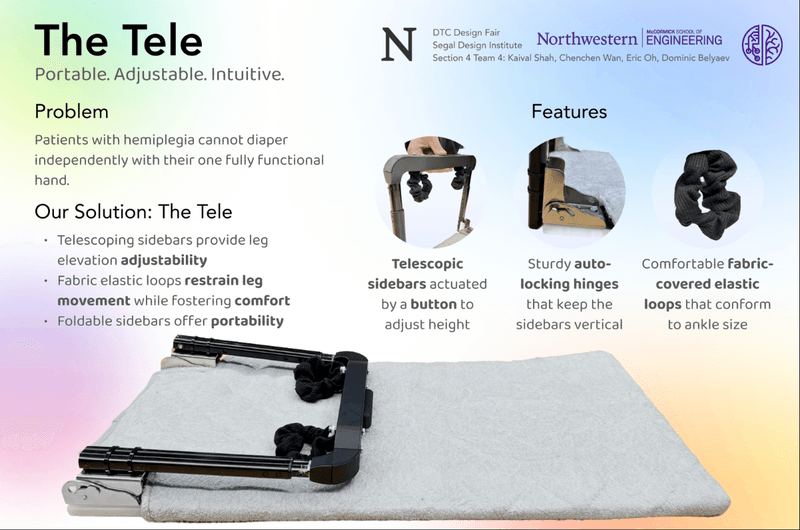 The Tele
Portable. Adjustable. Intuitive.
N
DTC Design Fair
Segal Design Institute
Section 4 Team 4: Kaival Shah, Chenchen Wan, Eric Oh, Dominic Belyaev
Northwestern | McCORMICK SCHOOL OF
ENGINEERING
Problem
Patients with hemiplegia cannot diaper
independently with their one fully functional
hand.
Our Solution: The Tele
• Telescoping sidebars provide leg
elevation adjustability
• Fabric elastic loops restrain leg
movement while fostering comfort
• Foldable sidebars offer portability
Features
Telescopic
sidebars actuated
by a button to
adjust height
Sturdy auto-
locking hinges
that keep the
sidebars vertical
Comfortable fabric-
covered elastic
loops that conform
to ankle size